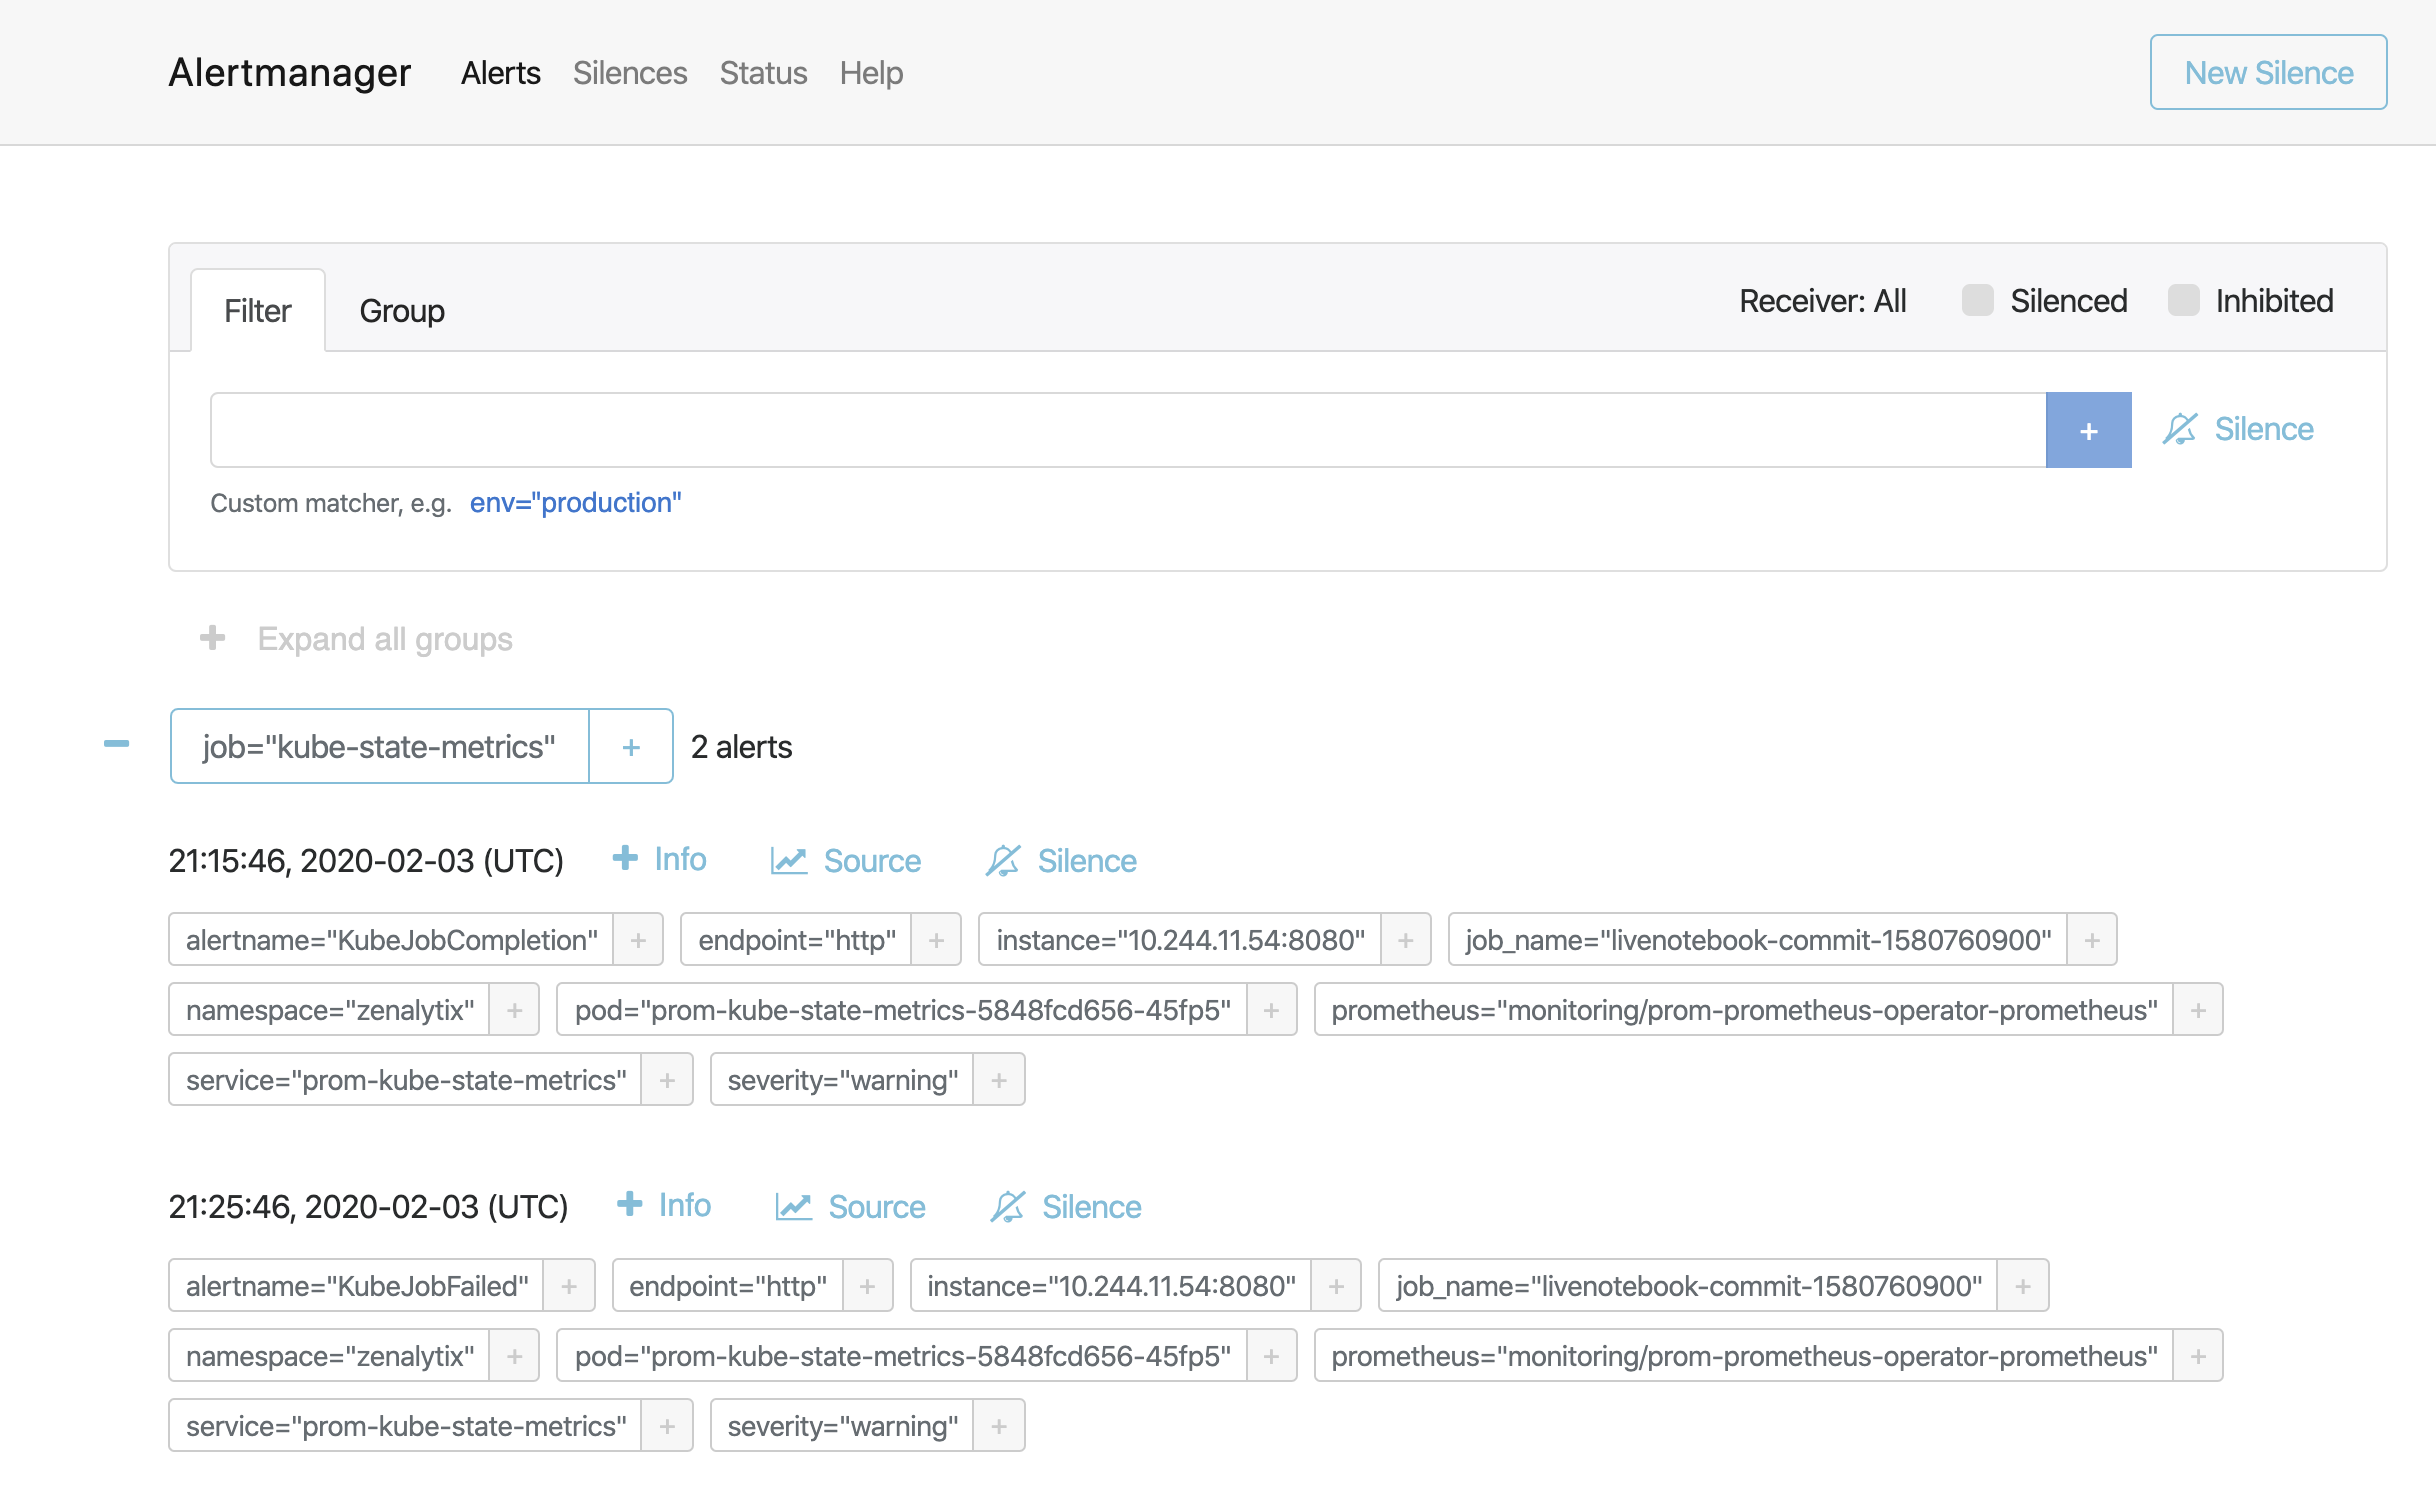 Alertmanager Alerts Silences Status Help New Silence
Filter Group Receiver: All Silenced Inhibited
+ Silence
Custom matcher, e.g. env="production"
+ Expand all groups
job="kube-state-metrics" + 2 alerts
21:15:46, 2020-02-03 (UTC) + Info Source Silence
alertname="KubeJobCompletion" + endpoint="http" + instance="10.244.11.54:8080" + job_name="livenotebook-commit-1580760900" +
namespace="zenalytix" + pod="prom-kube-state-metrics-5848fcd656-45fp5" + prometheus="monitoring/prom-prometheus-operator-prometheus" +
service="prom-kube-state-metrics" + severity="warning" +
21:25:46, 2020-02-03 (UTC) + Info Source Silence
alertname="KubeJobFailed" + endpoint="http" + instance="10.244.11.54:8080" + job_name="livenotebook-commit-1580760900" +
namespace="zenalytix" + pod="prom-kube-state-metrics-5848fcd656-45fp5" + prometheus="monitoring/prom-prometheus-operator-prometheus" +
service="prom-kube-state-metrics" + severity="warning" +